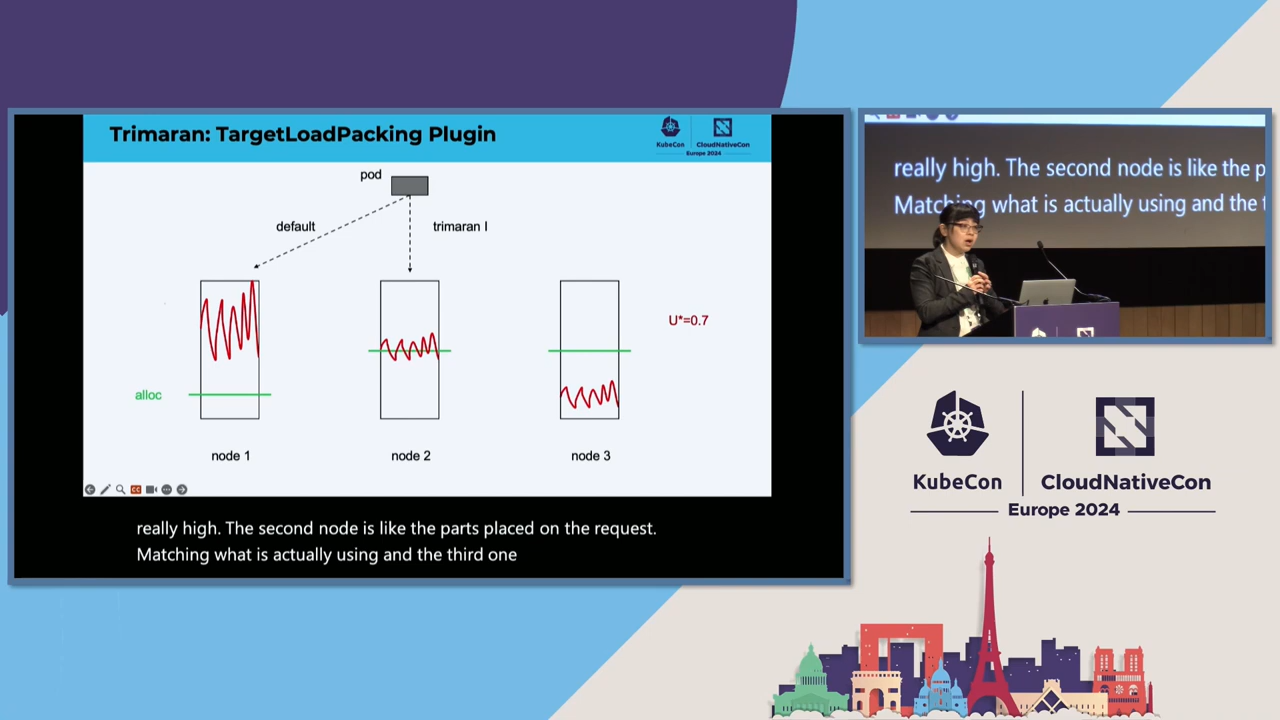 Trimaran: TargetLoadPacking Plugin
KubeCon
CloudNativeCon
Europe 2024
pod
default
trimaran I
U*=0.7
alloc
node 1
node 2
node 3
CC
really high. The second node is like the parts placed on the request.
Matching what is actually using and the third one
really high. The second node is like the p
Matching what is actually using and the t
KubeCon
CloudNativeCon
Europe 2024